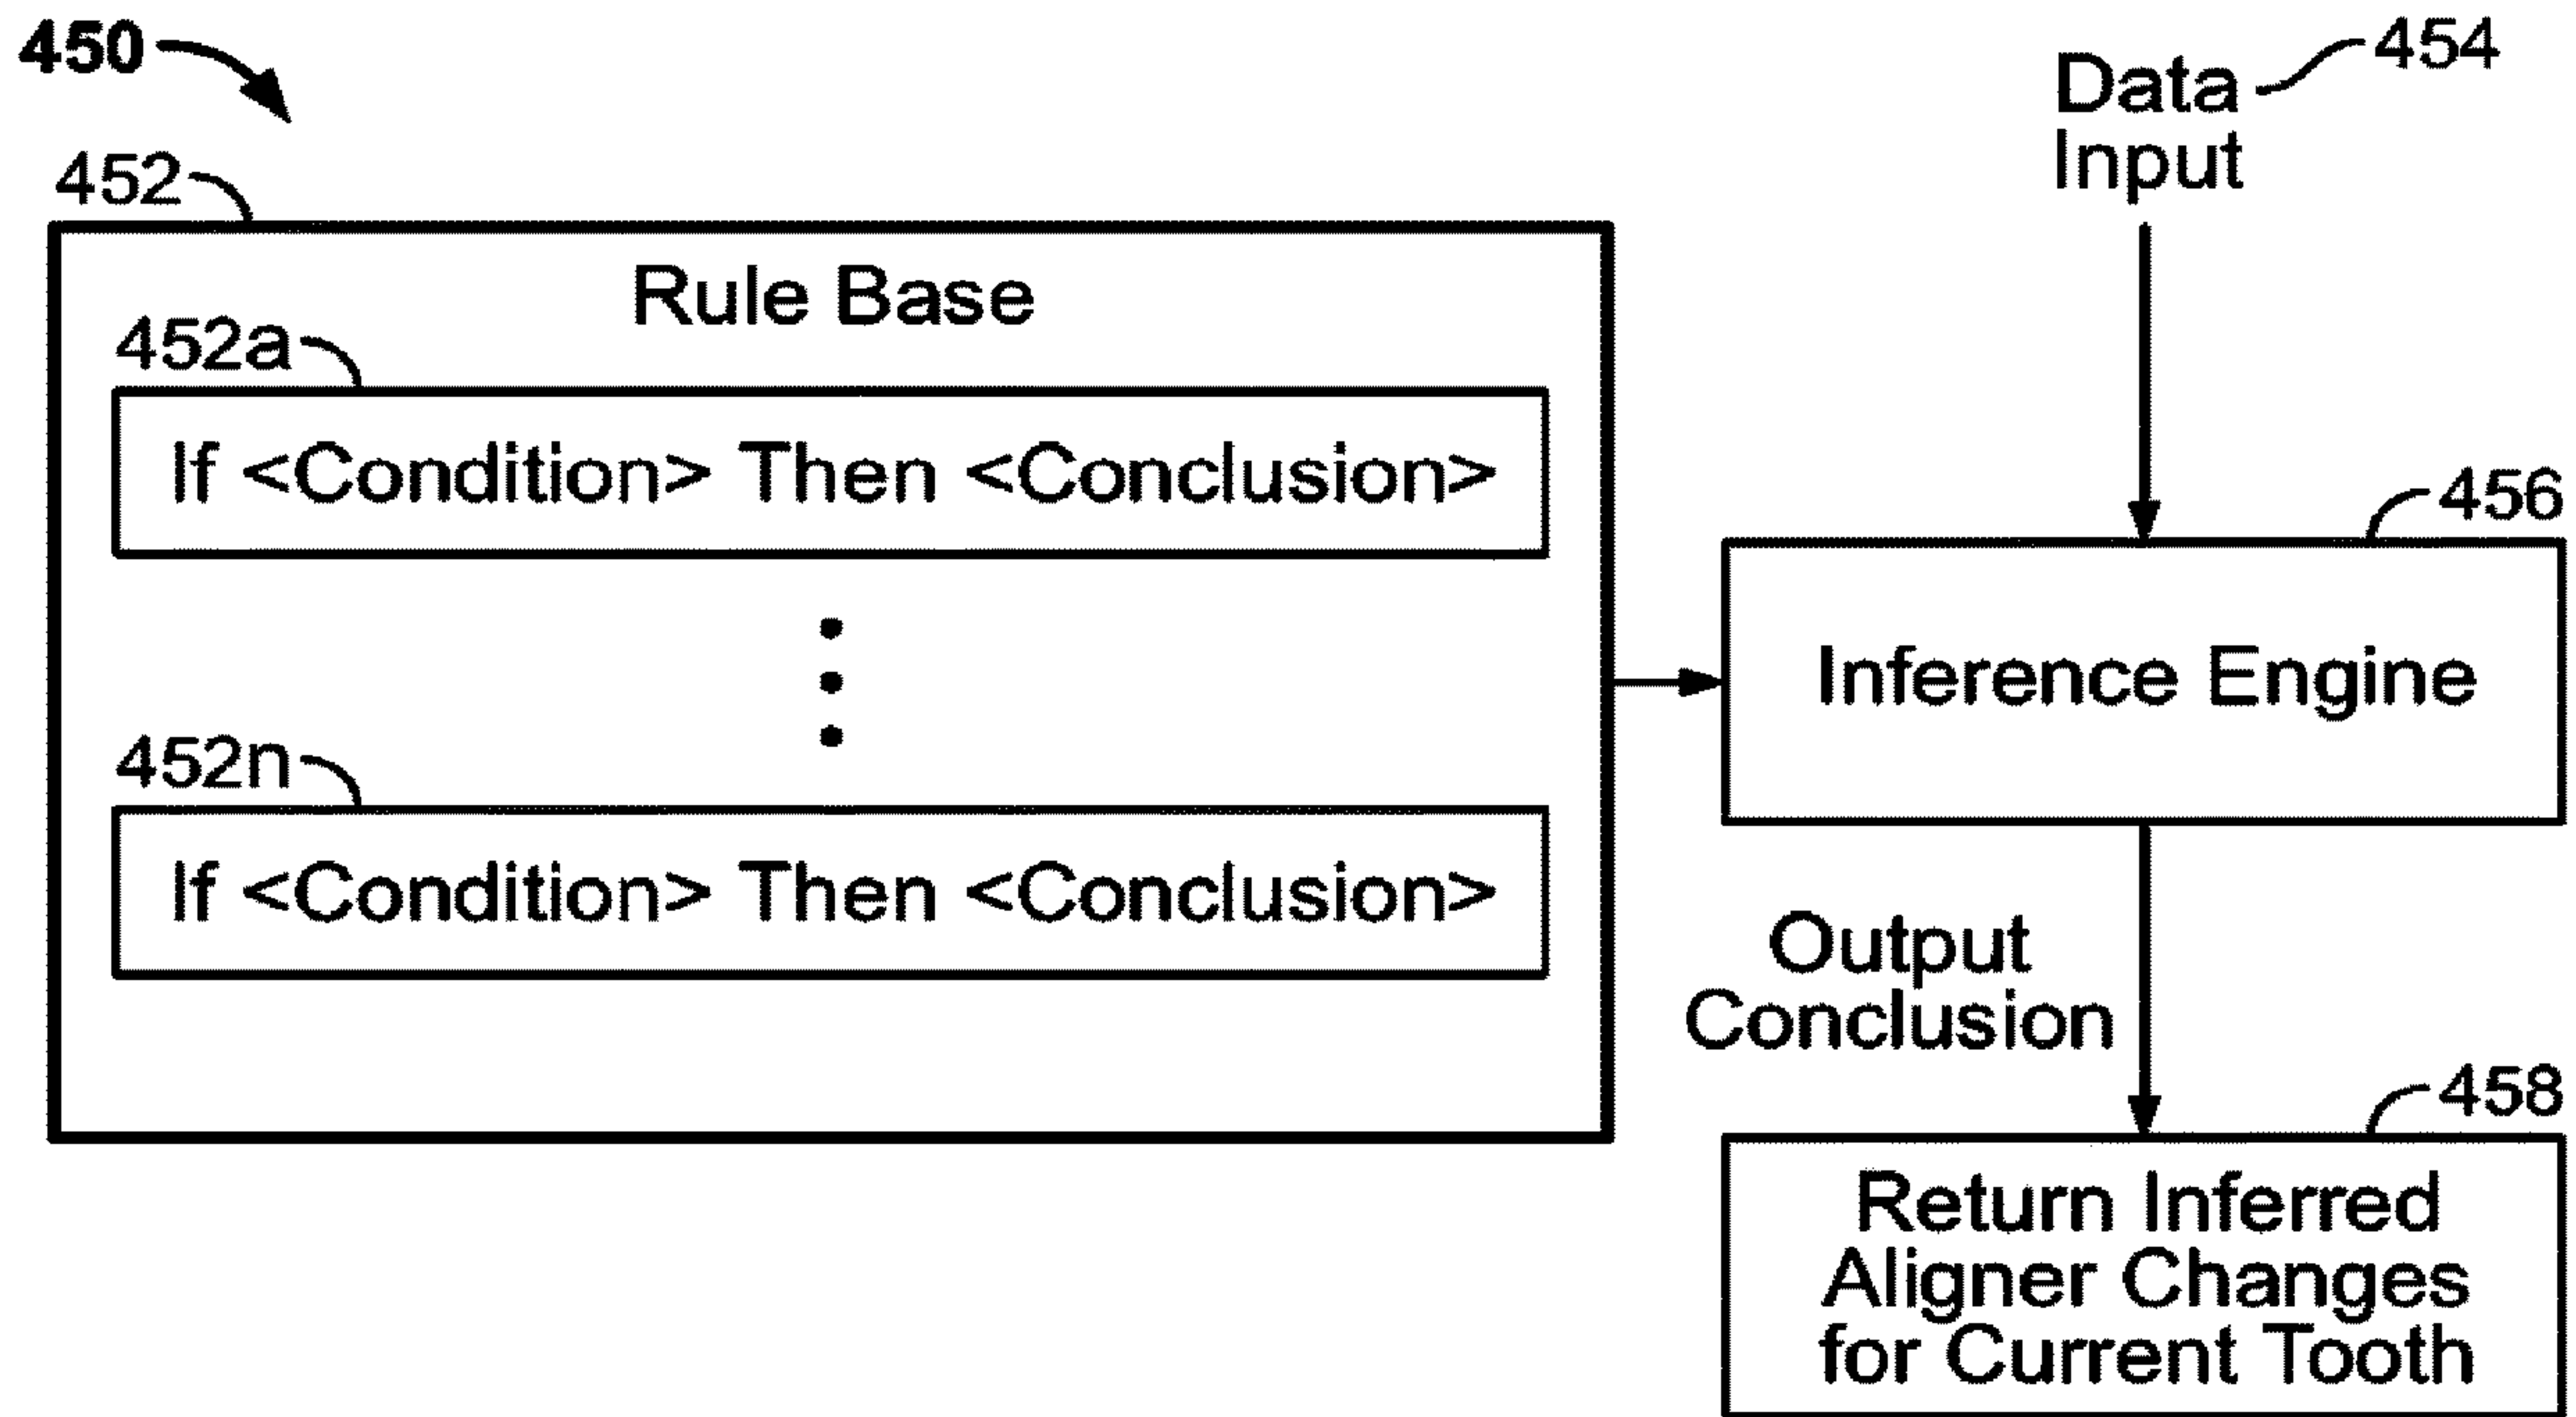 450
454
Data
Input
452
Rule Base
452a
If <Condition> Then <Conclusion>
452n
If <Condition> Then <Conclusion>
456
Inference Engine
Output
Conclusion
458
Return Inferred
Aligner Changes
for Current Tooth